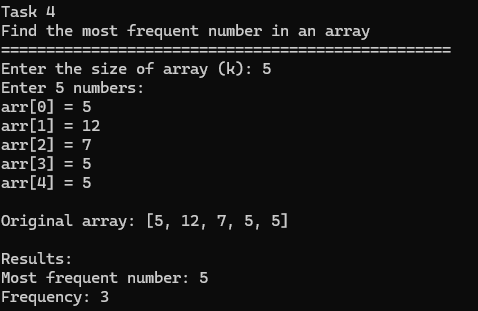 Task 4
Find the most frequent number in an array
==================================================
Enter the size of array (k): 5
Enter 5 numbers:
arr[0] = 5
arr[1] = 12
arr[2] = 7
arr[3] = 5
arr[4] = 5
Original array: [5, 12, 7, 5, 5]
Results:
Most frequent number: 5
Frequency: 3